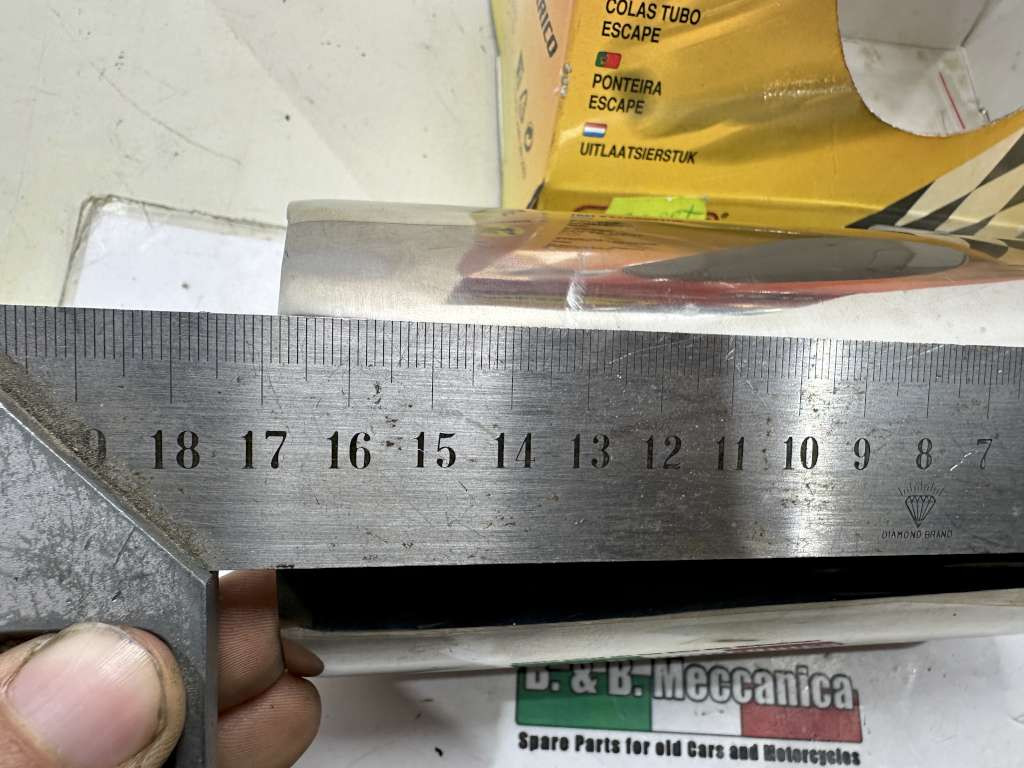 COLAS TUBO
ESCAPE
PONTEIRA
ESCAPE
UITLAATSIERSTUK
18 17 16 15 14 13 12 11 10 9 8 7
DIAMOND BRAND
B. & B. Meccanica
Spare Parts for old Cars and Motorcycles